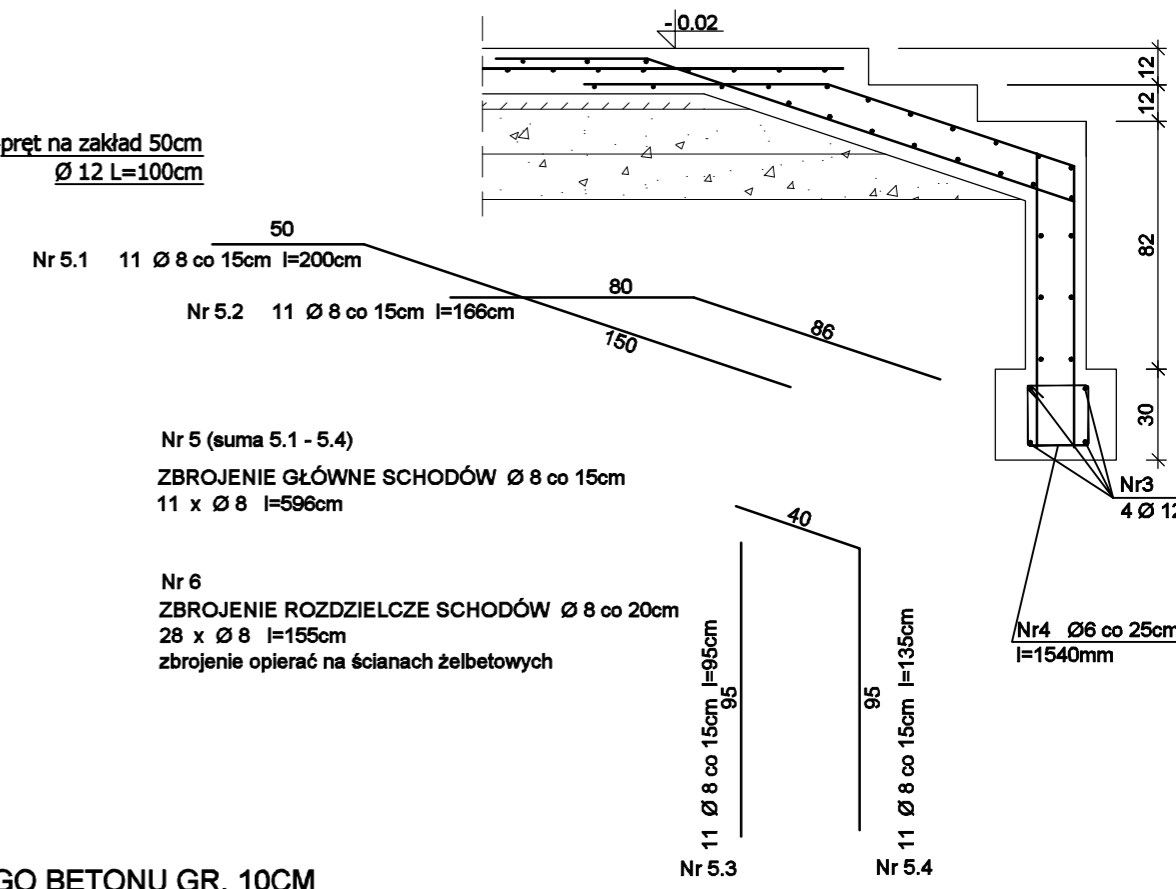 - 0.02
12
12
82
30
pręt na zakład 50cm
Ø 12 L=100cm
50
Nr 5.1 11 Ø 8 co 15cm l=200cm
80
Nr 5.2 11 Ø 8 co 15cm l=166cm
86
150
Nr 5 (suma 5.1 - 5.4)
ZBROJENIE GŁÓWNE SCHODÓW Ø 8 co 15cm
11 x Ø 8 l=596cm
Nr3
4 Ø 12
40
Nr 6
ZBROJENIE ROZDZIELCZE SCHODÓW Ø 8 co 20cm
28 x Ø 8 l=155cm
zbrojenie opierać na ścianach żelbetowych
Nr4 Ø6 co 25cm
l=1540mm
11 Ø 8 co 15cm l=95cm
95
95
11 Ø 8 co 15cm l=135cm
Nr 5.3
Nr 5.4
GO BETONU GR. 10CM